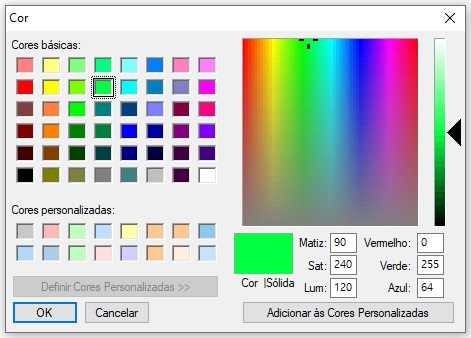 Cor
Cores básicas:
Cores personalizadas:
Definir Cores Personalizadas >>
OK
Cancelar
Cor |Sólida
Matiz: 90
Sat: 240
Lum: 120
Vermelho: 0
Verde: 255
Azul: 64
Adicionar às Cores Personalizadas